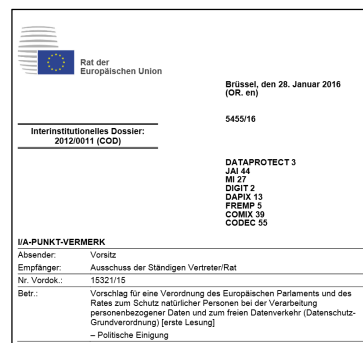 Rat der
Europäischen Union
Brüssel, den 28. Januar 2016
(OR. en)
5455/16
Interinstitutionelles Dossier:
2012/0011 (COD)
DATAPROTECT 3
JAI 44
MI 27
DIGIT 2
DAPIX 13
FREMP 5
COMIX 39
CODEC 55
I/A-PUNKT-VERMERK
Absender: Vorsitz
Empfänger: Ausschuss der Ständigen Vertreter/Rat
Nr. Vordok.: 15321/15
Betr.: Vorschlag für eine Verordnung des Europäischen Parlaments und des
Rates zum Schutz natürlicher Personen bei der Verarbeitung
personenbezogener Daten und zum freien Datenverkehr (Datenschutz-
Grundverordnung) [erste Lesung]
– Politische Einigung